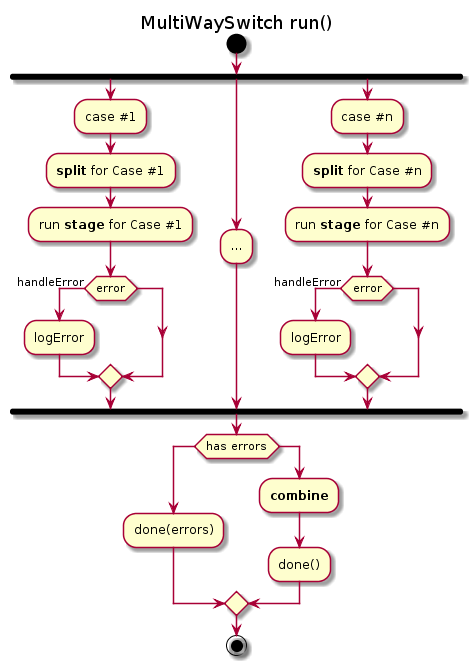 MultiWaySwitch run()
case #1
case #n
split for Case #1
split for Case #n
run stage for Case #1
run stage for Case #n
...
handleError
error
handleError
error
logError
logError
has errors
combine
done(errors)
done()